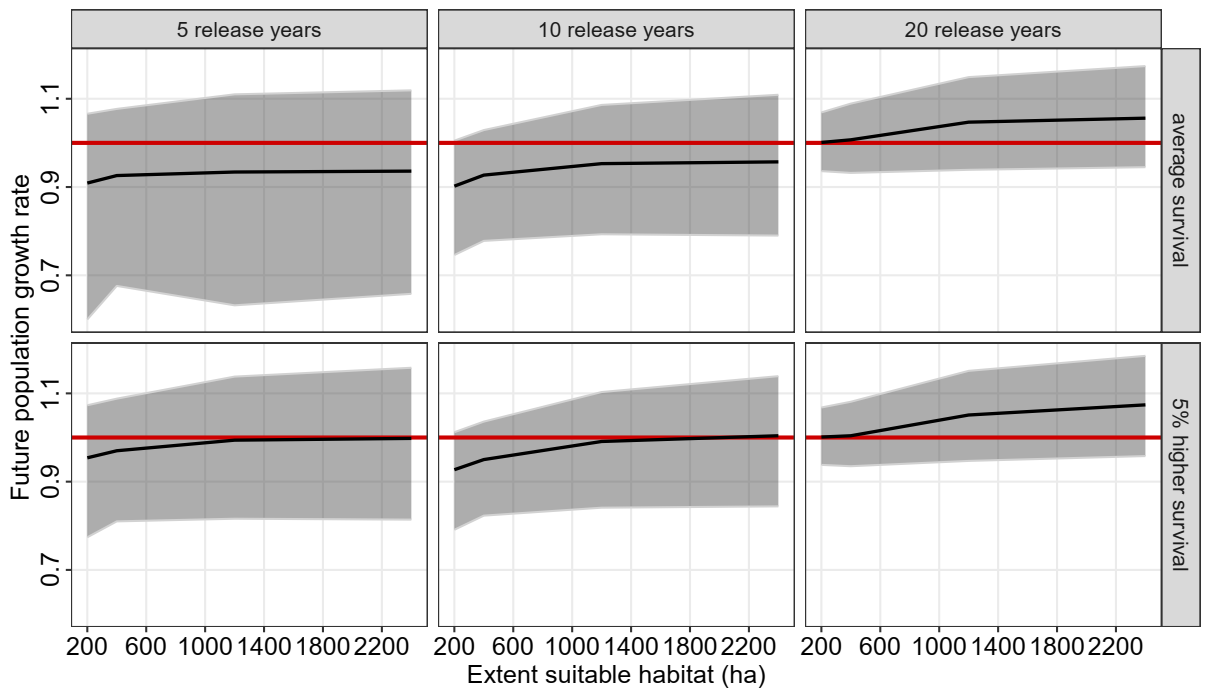 5 release years
10 release years
20 release years
Future population growth rate
1.1
0.9
0.7
average survival
1.1
0.9
0.7
5% higher survival
200 600 1000 1400 1800 2200
200 600 1000 1400 1800 2200
200 600 1000 1400 1800 2200
Extent suitable habitat (ha)